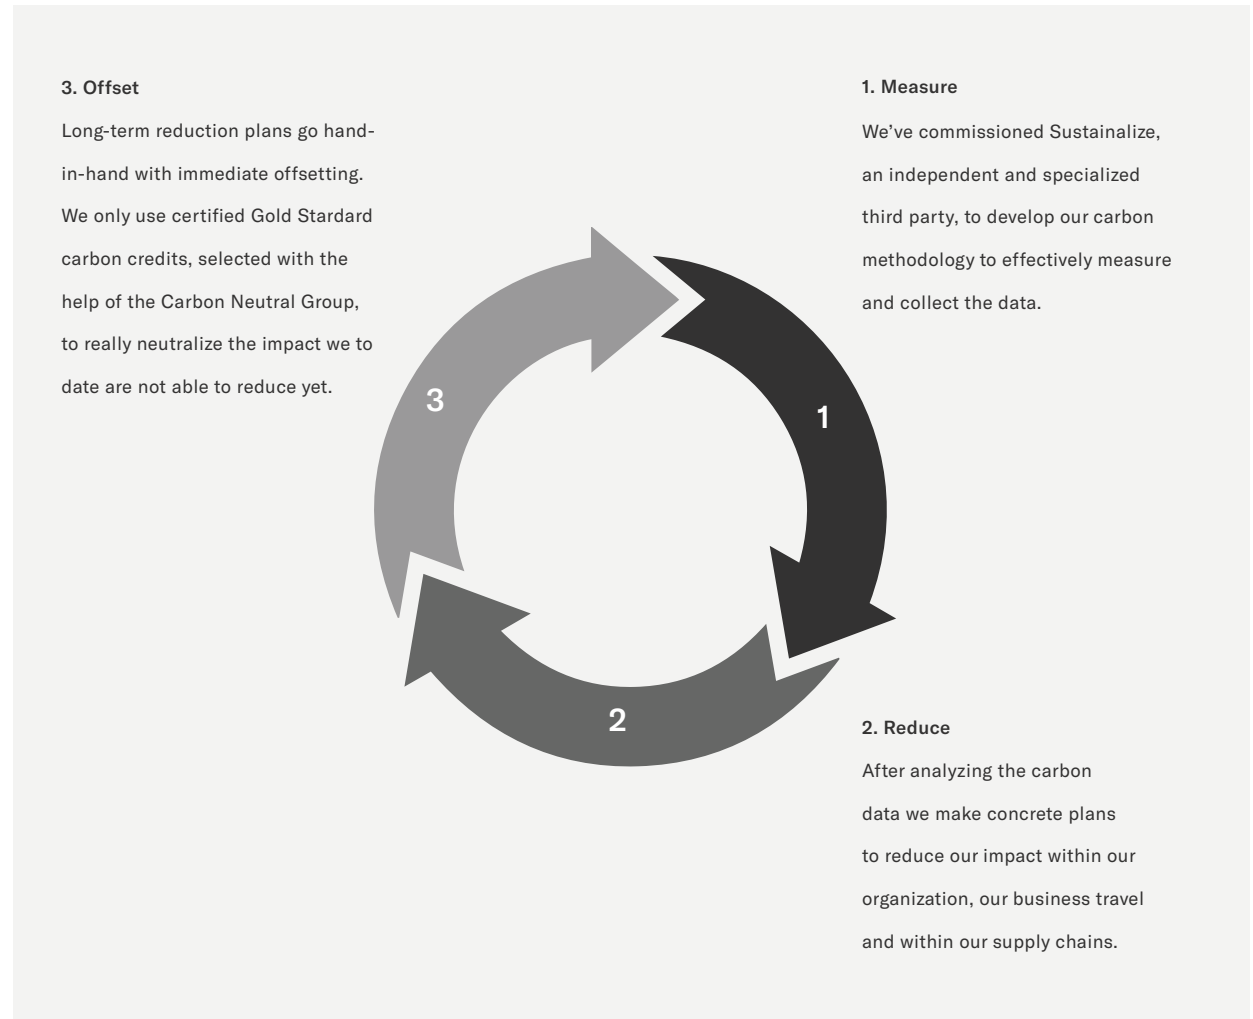 3. Offset
Long-term reduction plans go hand-
in-hand with immediate offsetting.
We only use certified Gold Stardard
carbon credits, selected with the
help of the Carbon Neutral Group,
to really neutralize the impact we to
date are not able to reduce yet.
1. Measure
We’ve commissioned Sustainalize,
an independent and specialized
third party, to develop our carbon
methodology to effectively measure
and collect the data.
3
1
2
2. Reduce
After analyzing the carbon
data we make concrete plans
to reduce our impact within our
organization, our business travel
and within our supply chains.